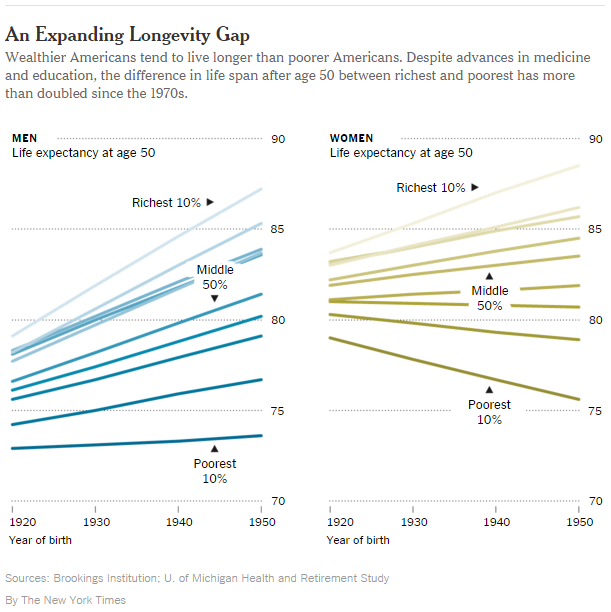 An Expanding Longevity Gap
Wealthier Americans tend to live longer than poorer Americans. Despite advances in medicine
and education, the difference in life span after age 50 between richest and poorest has more
than doubled since the 1970s.
MEN
Life expectancy at age 50
90
Richest 10% ►
85
Middle
50%
▼
80
75
▲
Poorest
10%
70
1920 1930 1940 1950
Year of birth
WOMEN
Life expectancy at age 50
90
Richest 10% ►
85
▲
Middle
50%
80
▲
Poorest
10%
75
70
1920 1930 1940 1950
Year of birth
Sources: Brookings Institution; U. of Michigan Health and Retirement Study
By The New York Times